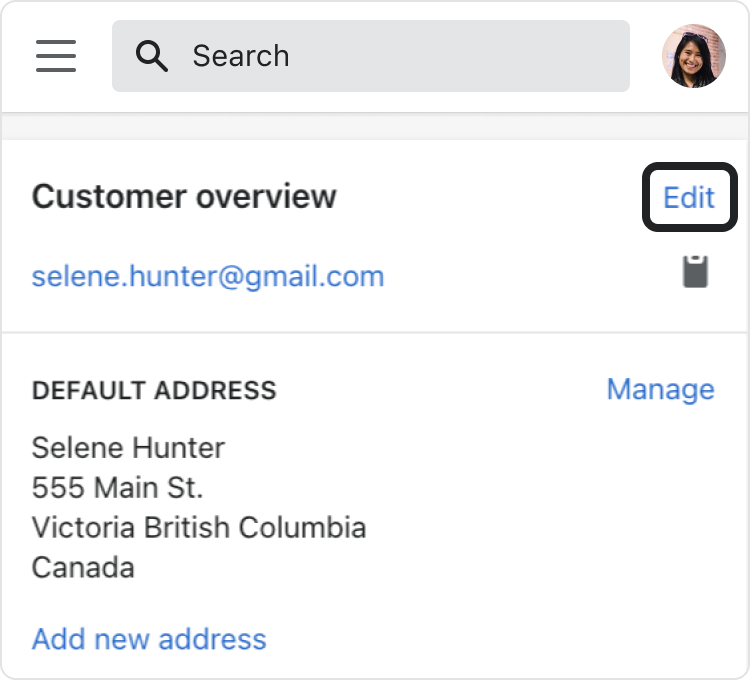 Search
Customer overview
Edit
selene.hunter@gmail.com
DEFAULT ADDRESS
Manage
Selene Hunter
555 Main St.
Victoria British Columbia
Canada
Add new address